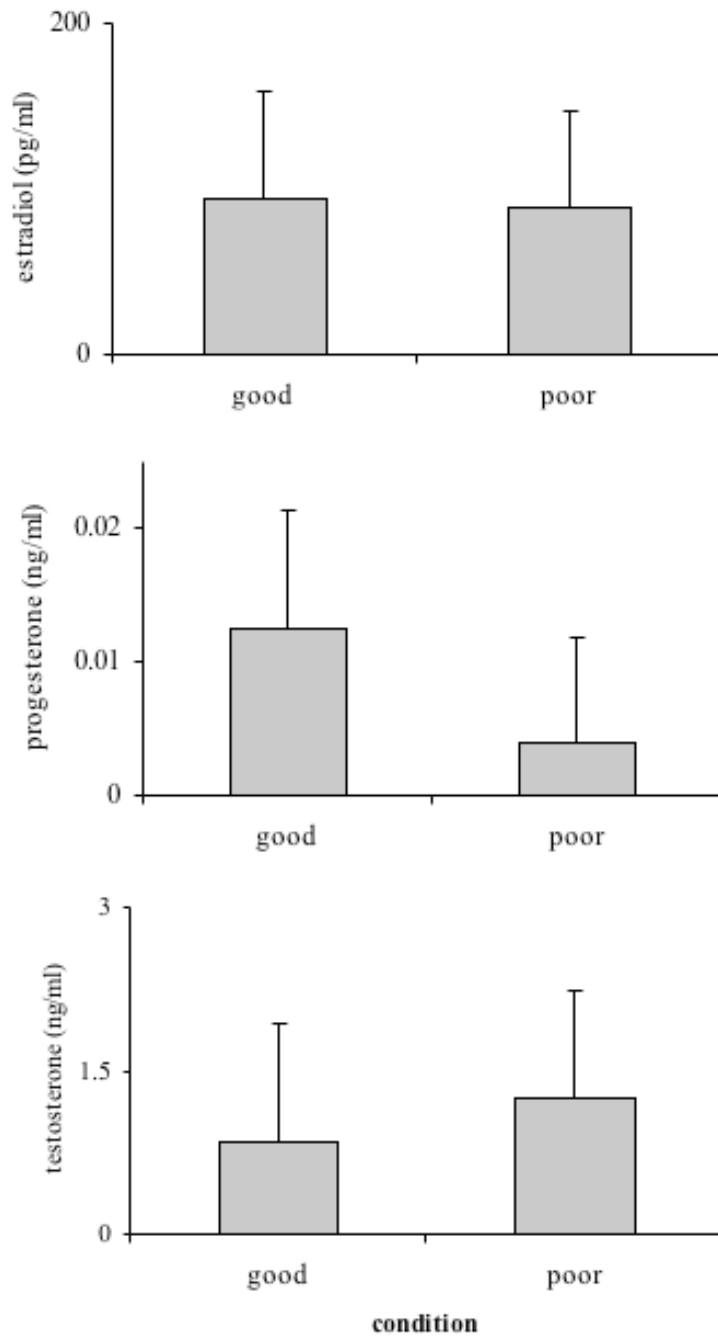 200
estradiol (pg/ml)
0
good poor
0.02
progesterone (ng/ml)
0.01
0
good poor
3
testosterone (ng/ml)
1.5
0
good poor
condition